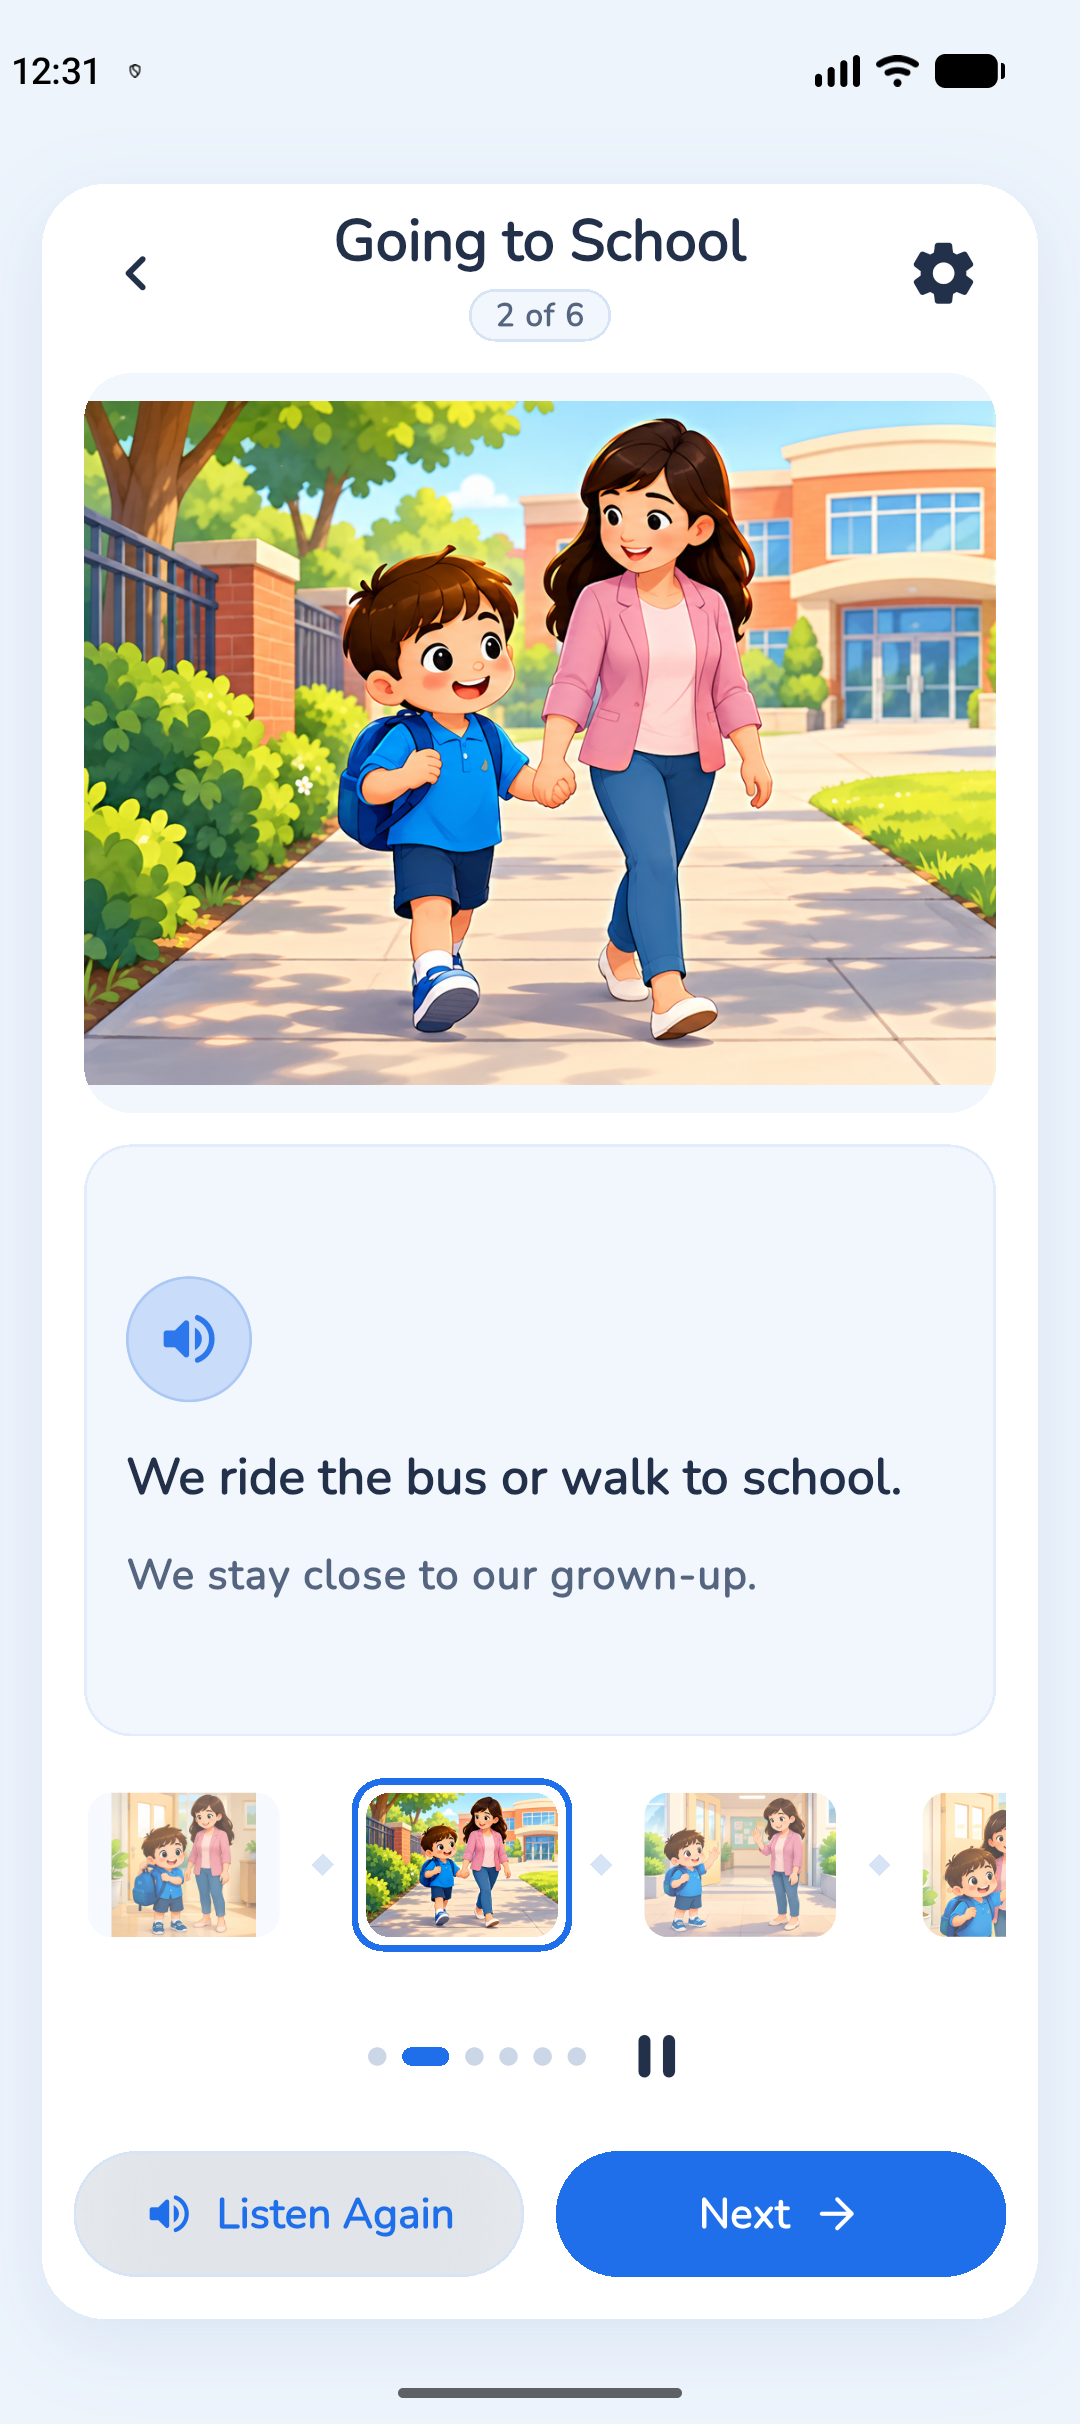 12:31
Going to School
2 of 6
We ride the bus or walk to school.
We stay close to our grown-up.
Listen Again
Next